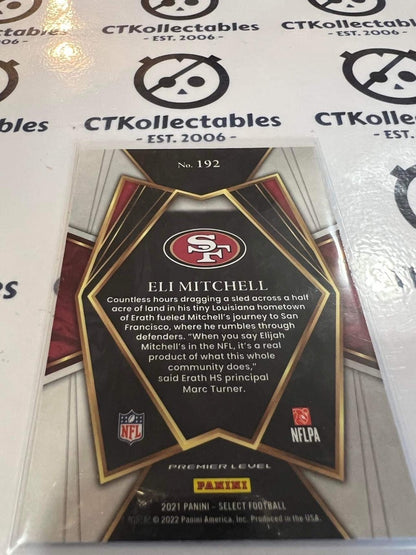 CTKollectables
- EST. 2006 -
CTKollectables
- EST. 2006 -
CTKollectables
- EST. 2006 -
No. 192
SF
ELI MITCHELL
Countless hours dragging a sled across a half
acre of land in his tiny Louisiana hometown
of Erath fueled Mitchell's journey to San
Francisco, where he rumbles through
defenders. "When you say Elijah
Mitchell's in the NFL, it's a real
product of what this whole
community does,"
said Erath HS principal
Marc Turner.
NFL
NFLPA
PREMIER LEVEL
PANINI
2021 PANINI – SELECT FOOTBALL
© 2022 Panini America, Inc. Produced in the USA.